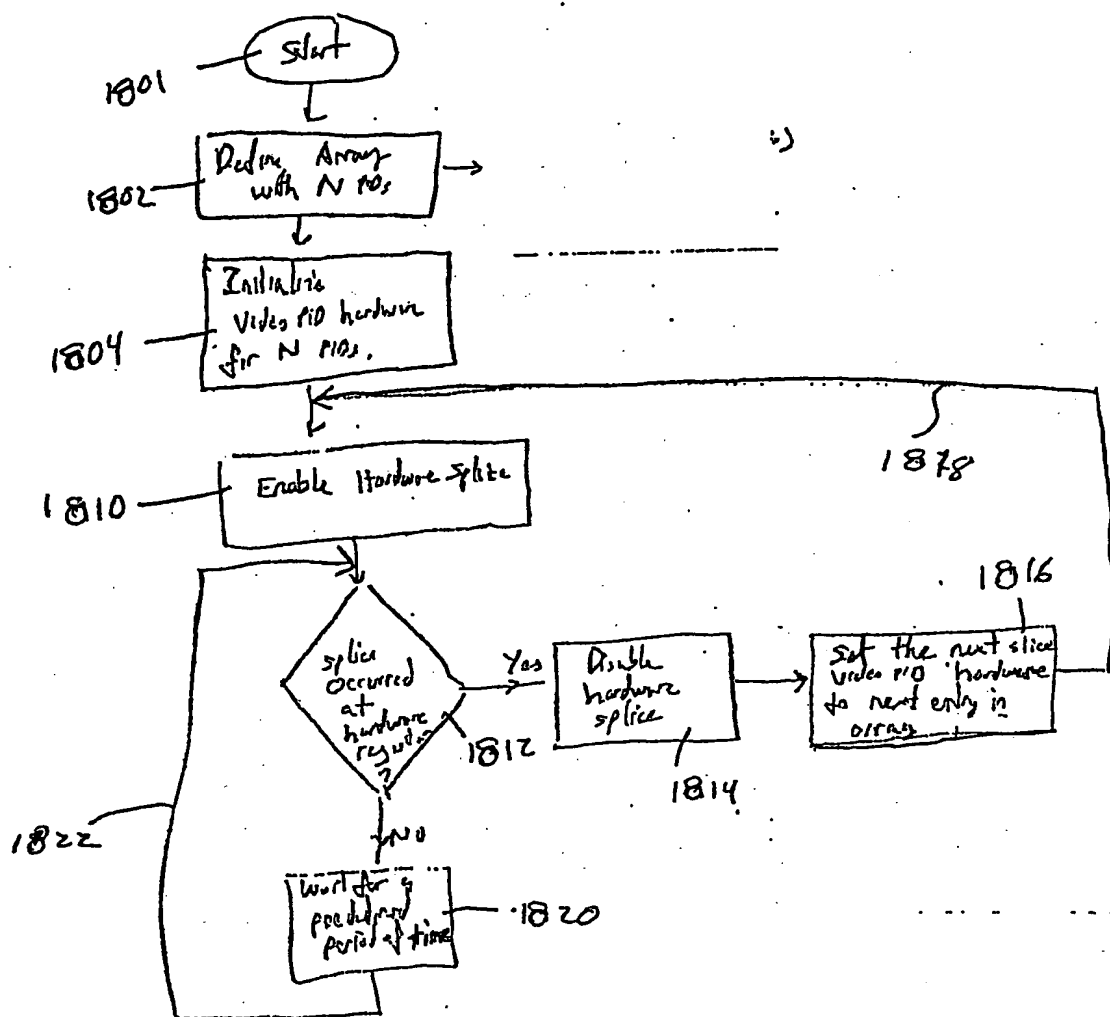 Start
1801
Define Array
with N PIDs
1802
Initialize
Video PID hardware
for N PIDs.
1804
1878
Enable Hardware Splice
1810
splice
occurred
at
hardware
Yes
1812
Disable
hardware
splice
1814
1816
Set the next slice
video PID hardware
to next entry in
array
1822
NO
wait for a
predefined
period of time
1820